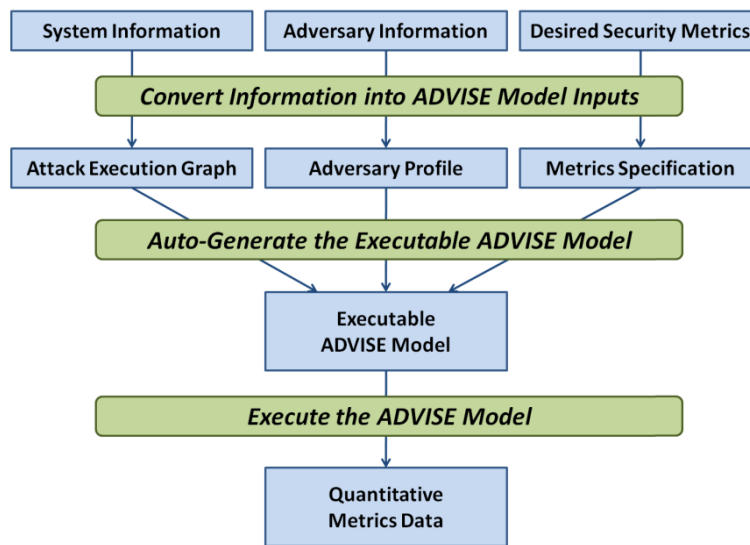 System Information
Adversary Information
Desired Security Metrics
Convert Information into ADVISE Model Inputs
Attack Execution Graph
Adversary Profile
Metrics Specification
Auto-Generate the Executable ADVISE Model
Executable
ADVISE Model
Execute the ADVISE Model
Quantitative
Metrics Data